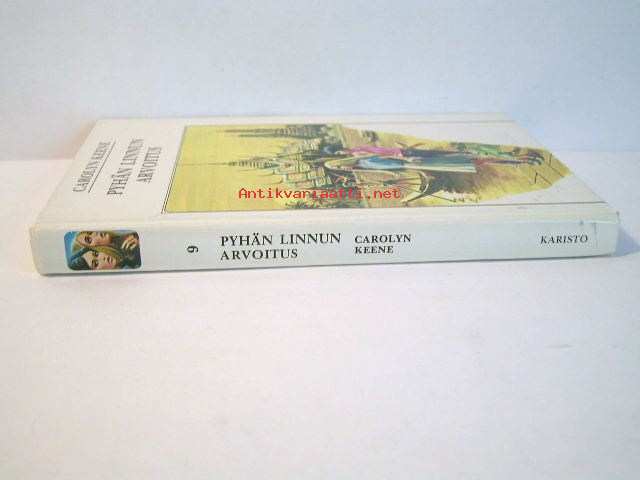 CAROLYN KEENE
PYHÄN LINNUN
ARVOITUS
Antikvariaatti.net
9
PYHÄN LINNUN
ARVOITUS
CAROLYN
KEENE
KARISTO